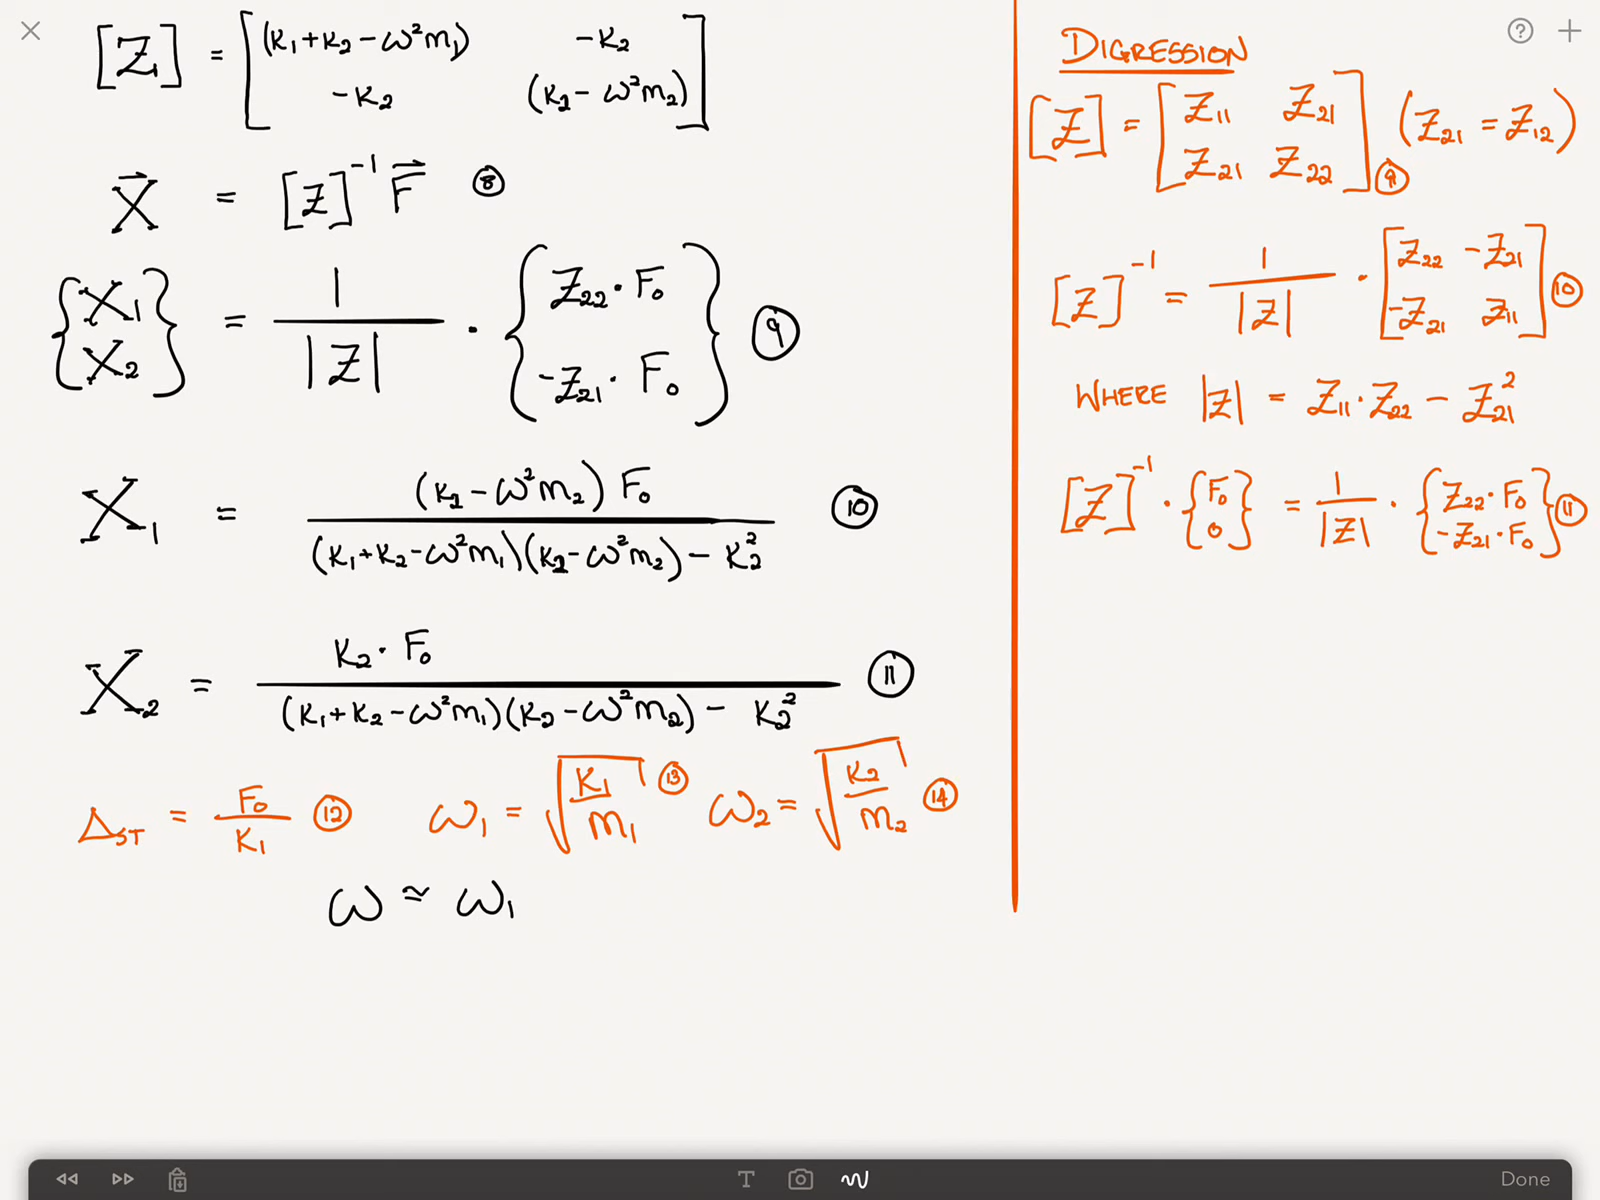 [Z] = [(K₁+K₂-ω²m₁) -K₂
-K₂ (K₂-ω²m₂)]
X⃗ = [Z]⁻¹ F⃗ ⑧
{X₁ X₂} = 1/|Z| · {Z₂₂·F₀ -Z₂₁·F₀} ⑨
X₁ = (K₂-ω²m₂) F₀ / (K₁+K₂-ω²m₁)(K₂-ω²m₂) - K₂² ⑩
X₂ = K₂·F₀ / (K₁+K₂-ω²m₁)(K₂-ω²m₂) - K₂² ⑪
Δ_ST = F₀/K₁ ⑫ ω₁ = √(K₁/m₁) ⑬ ω₂ = √(K₂/m₂) ⑭
ω ≃ ω₁
DIGRESSION
[Z] = [Z₁₁ Z₂₁
Z₂₁ Z₂₂] ⑨ (Z₂₁ = Z₁₂)
[Z]⁻¹ = 1/|Z| · [Z₂₂ -Z₂₁
-Z₂₁ Z₁₁] ⑩
WHERE |Z| = Z₁₁·Z₂₂ - Z₂₁²
[Z]⁻¹ · {F₀ 0} = 1/|Z| · {Z₂₂·F₀ -Z₂₁·F₀} ⑪
T
Done